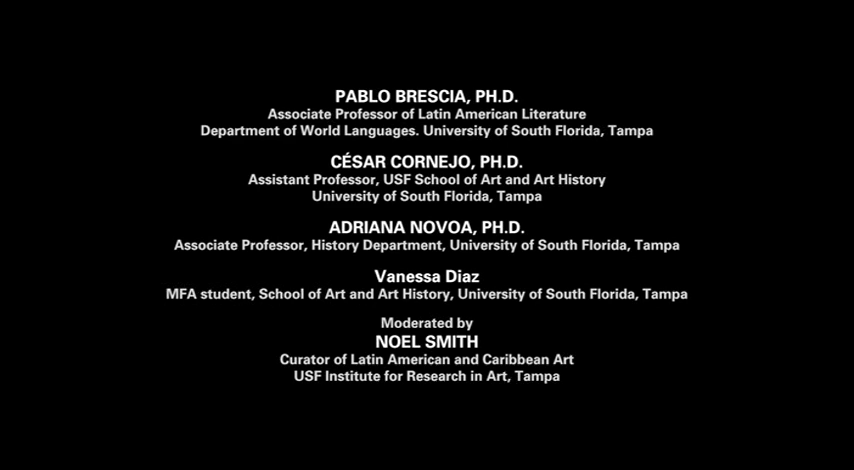 PABLO BRESCIA, PH.D.
Associate Professor of Latin American Literature
Department of World Languages. University of South Florida, Tampa
CÉSAR CORNEJO, PH.D.
Assistant Professor, USF School of Art and Art History
University of South Florida, Tampa
ADRIANA NOVOA, PH.D.
Associate Professor, History Department, University of South Florida, Tampa
Vanessa Diaz
MFA student, School of Art and Art History, University of South Florida, Tampa
Moderated by
NOEL SMITH
Curator of Latin American and Caribbean Art
USF Institute for Research in Art, Tampa